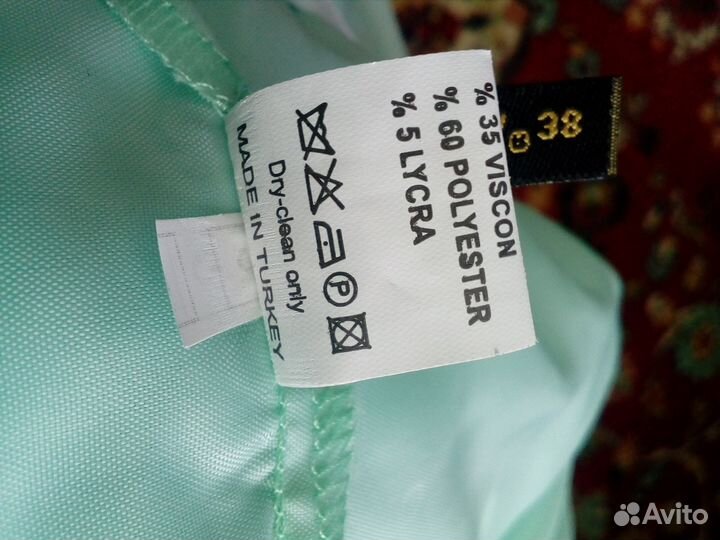 % 35 VISCON
% 60 POLYESTER
% 5 LYCRA
P
Dry-clean only
MADE IN TURKEY
38
Avito